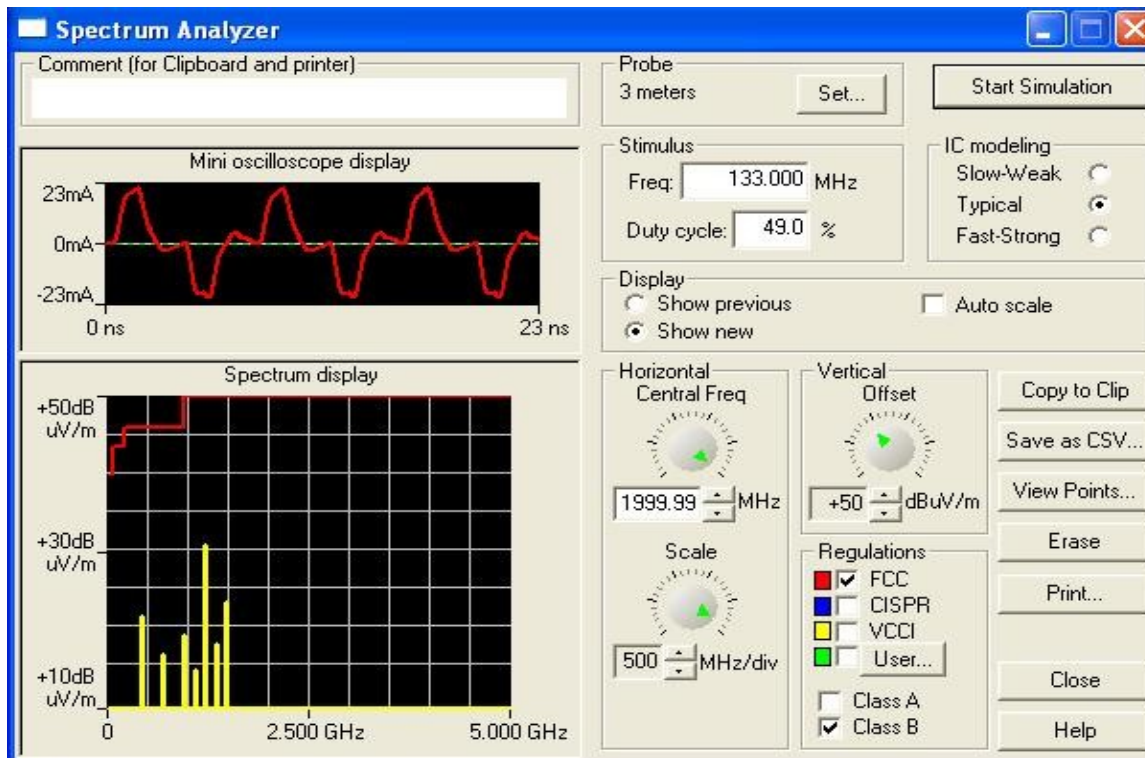 Spectrum Analyzer
Comment (for Clipboard and printer)
Probe
3 meters
Set...
Start Simulation
Mini oscilloscope display
23mA
0mA
-23mA
0 ns
23 ns
Stimulus
Freq: 133.000 MHz
Duty cycle: 49.0 %
IC modeling
Slow-Weak
Typical
Fast-Strong
Display
Show previous
Show new
Auto scale
Spectrum display
+50dB
uV/m
+30dB
uV/m
+10dB
uV/m
0
2.500 GHz
5.000 GHz
Horizontal
Central Freq
1999.99 MHz
Scale
500 MHz/div
Vertical
Offset
+50 dBuV/m
Regulations
FCC
CISPR
VCCI
User...
Class A
Class B
Copy to Clip
Save as CSV...
View Points...
Erase
Print...
Close
Help